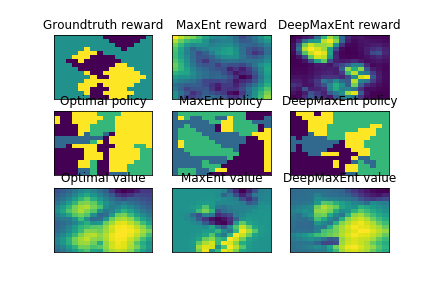 Groundtruth reward MaxEnt reward DeepMaxEnt reward
Optimal policy MaxEnt policy DeepMaxEnt policy
Optimal value MaxEnt value DeepMaxEnt value